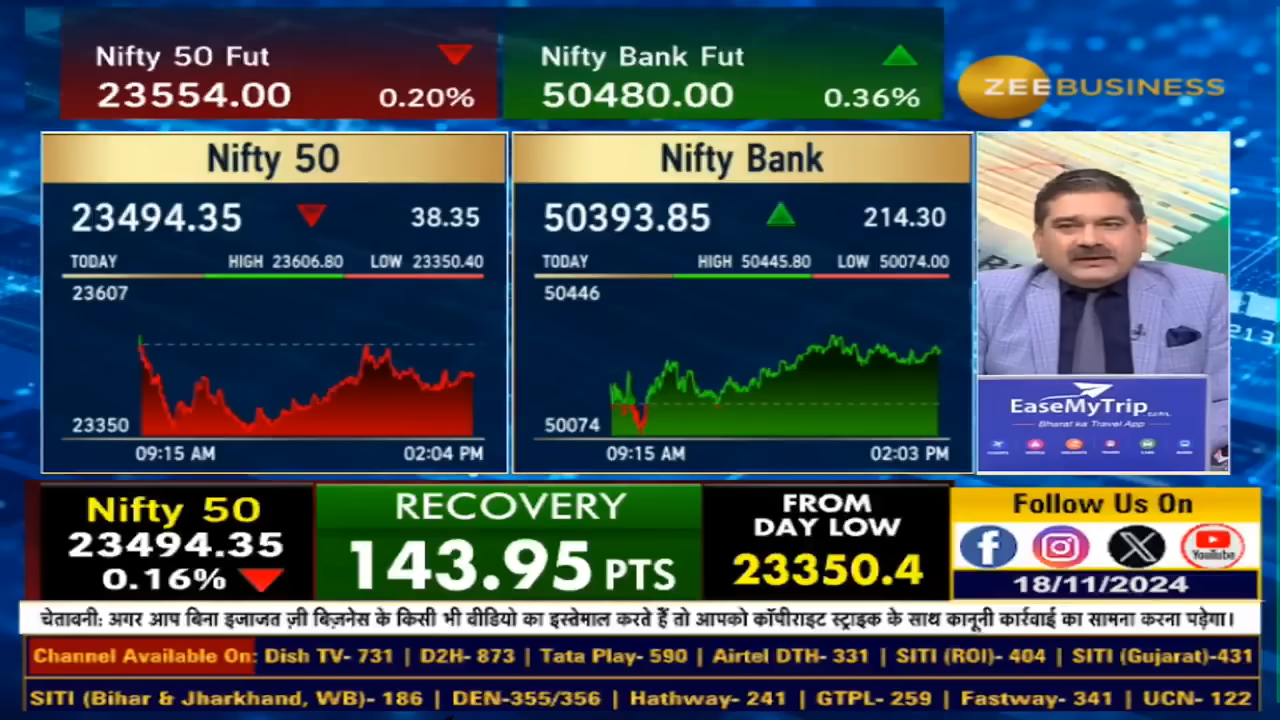 Nifty 50 Fut
23554.00 0.20%
Nifty Bank Fut
50480.00 0.36%
ZEEBUSINESS
Nifty 50
23494.35 38.35
TODAY HIGH 23606.80 LOW 23350.40
23607
23350
09:15 AM 02:04 PM
Nifty Bank
50393.85 214.30
TODAY HIGH 50445.80 LOW 50074.00
50446
50074
09:15 AM 02:03 PM
EaseMyTrip.com
Bharat ka Travel App
Nifty 50
23494.35
0.16%
RECOVERY
143.95 PTS
FROM
DAY LOW
23350.4
Follow Us On
YouTube
18/11/2024
चेतावनी: अगर आप बिना इजाजत ज़ी बिज़नेस के किसी भी वीडियो का इस्तेमाल करते हैं तो आपको कॉपीराइट स्ट्राइक के साथ कानूनी कार्रवाई का सामना करना पड़ेगा।
Channel Available On: Dish TV- 731 | D2H- 873 | Tata Play- 590 | Airtel DTH- 331 | SITI (ROI)- 404 | SITI (Gujarat)-431
SITI (Bihar & Jharkhand, WB)- 186 | DEN-355/356 | Hathway- 241 | GTPL- 259 | Fastway- 341 | UCN- 122